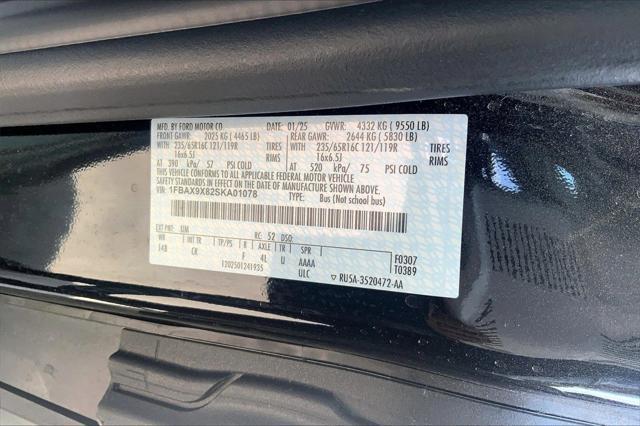 MFD. BY FORD MOTOR CO. 01/25 GVWR: 4332 KG ( 9550 LB)
FRONT GAWR: 2025 KG ( 4465 LB) REAR GAWR: 2644 KG ( 5830 LB)
WITH 235/65R16C 121/119R TIRES WITH 235/65R16C 121/119R TIRES
16x6.5J RIMS 16x6.5J RIMS
AT 390 kPa/ 57 PSI COLD AT 520 kPa/ 75 PSI COLD
THIS VEHICLE CONFORMS TO ALL APPLICABLE FEDERAL MOTOR VEHICLE
SAFETY STANDARDS IN EFFECT ON THE DATE OF MANUFACTURE SHOWN ABOVE.
VIN: 1FBAX9X82SKA01078 TYPE: Bus (Not School Bus)
EXT PNT: UM RC: 52 DSO:
WB INT TR TP/PS R AXLE TR SPR F0307
148 CK F 4L U AAAA T0389
1202501241935 ULC ▽ RU5A-3520472-AA